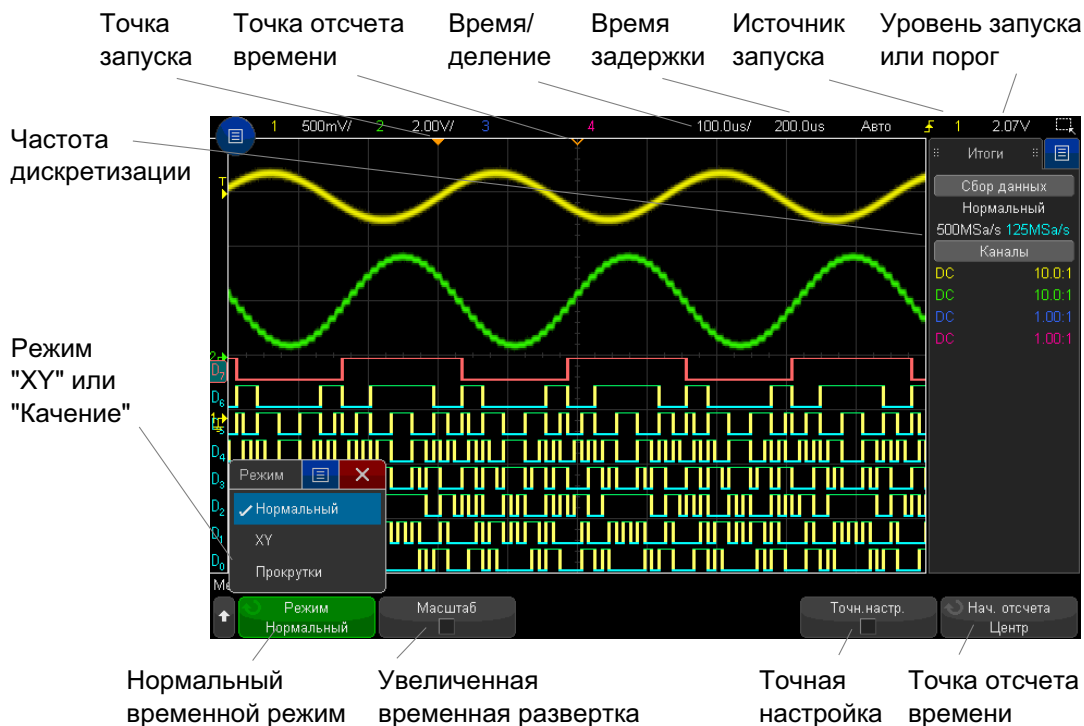 Точка запуска
Точка отсчета времени
Время/ деление
Время задержки
Источник запуска
Уровень запуска или порог
Частота дискретизации
1 500mV/ 2 2.00V/ 3 4 100.0us/ 200.0us Авто 1 2.07V
T
Итоги
Сбор данных
Нормальный
500MSa/s 125MSa/s
Каналы
DC 10.0:1
DC 10.0:1
DC 1.00:1
DC 1.00:1
Режим
"XY" или
"Качение"
2
D7
D6
D4
D3
D2
D1
D0
Режим
Нормальный
XY
Прокрутки
Ме
Режим
Нормальный
Масштаб
Точн.настр.
Нач. отсчета
Центр
Нормальный временной режим
Увеличенная временная развертка
Точная настройка
Точка отсчета времени